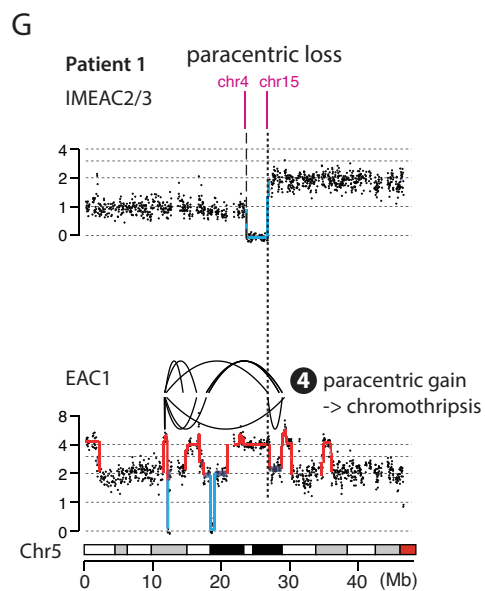 G
paracentric loss
Patient 1
IMEAC2/3
chr4
chr15
4
2
1
0
EAC1
4 paracentric gain
-> chromothripsis
8
4
2
1
0
Chr5
0 10 20 30 40 (Mb)